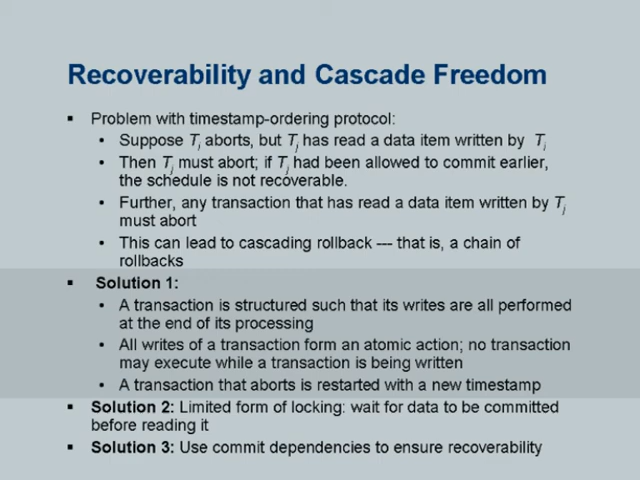 Recoverability and Cascade Freedom
▪ Problem with timestamp-ordering protocol:
• Suppose Ti aborts, but Tj has read a data item written by Ti
• Then Tj must abort; if Tj had been allowed to commit earlier,
the schedule is not recoverable.
• Further, any transaction that has read a data item written by Tj
must abort
• This can lead to cascading rollback --- that is, a chain of
rollbacks
▪ Solution 1:
• A transaction is structured such that its writes are all performed
at the end of its processing
• All writes of a transaction form an atomic action; no transaction
may execute while a transaction is being written
• A transaction that aborts is restarted with a new timestamp
▪ Solution 2: Limited form of locking: wait for data to be committed
before reading it
▪ Solution 3: Use commit dependencies to ensure recoverability